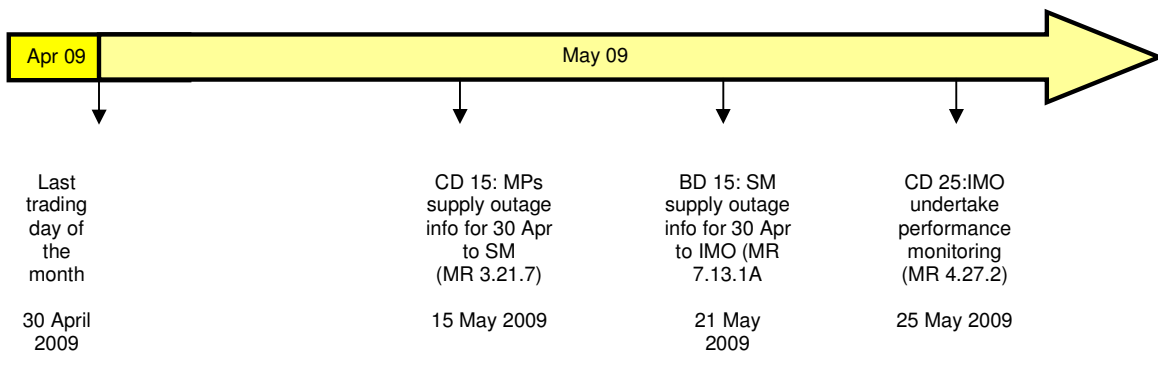 Apr 09
May 09
Last
trading
day of
the
month
30 April
2009
CD 15: MPs
supply outage
info for 30 Apr
to SM
(MR 3.21.7)
15 May 2009
BD 15: SM
supply outage
info for 30 Apr
to IMO (MR
7.13.1A
21 May
2009
CD 25:IMO
undertake
performance
monitoring
(MR 4.27.2)
25 May 2009